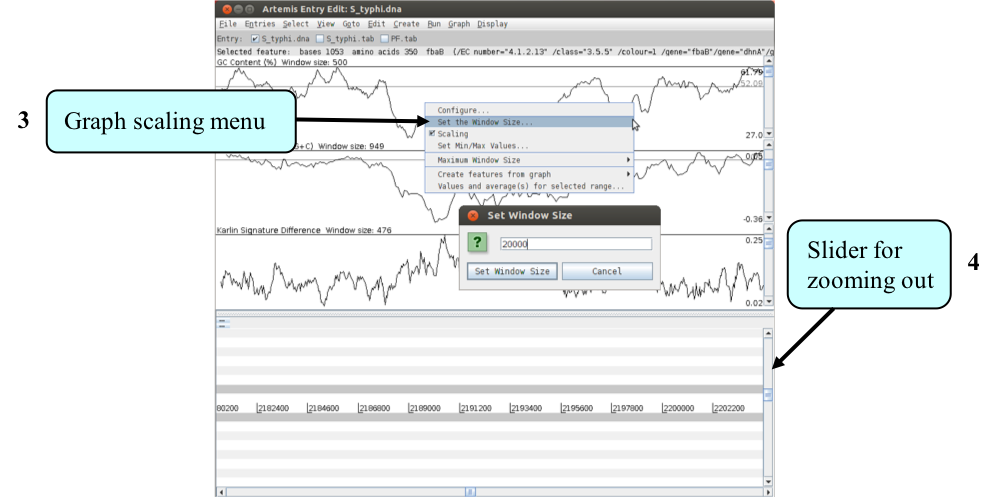 Artemis Entry Edit: S_typhi.dna
File Entries Select View Goto Edit Create Run Graph Display
Entry: S_typhi.dna S_typhi.tab PF.tab
Selected feature: bases 1053 amino acids 350 fbaB (/EC number="4.1.2.13" /class="3.5.5" /colour=1 /gene="fbaB" /gene="dhnA" /g
GC Content (%) Window size: 500
61.79
52.09
27.0
3
Graph scaling menu
Configure...
Set the Window Size...
Scaling
Set Min/Max Values...
Maximum Window Size
Create features from graph
Values and average(s) for selected range...
G+C) Window size: 949
0.65
-0.36
Set Window Size
?
20000
Set Window Size Cancel
Karlin Signature Difference Window size: 476
0.25
0.02
Slider for
zooming out
4
80200 2182400 2184600 2186800 2189000 2191200 2193400 2195600 2197800 2200000 2202200